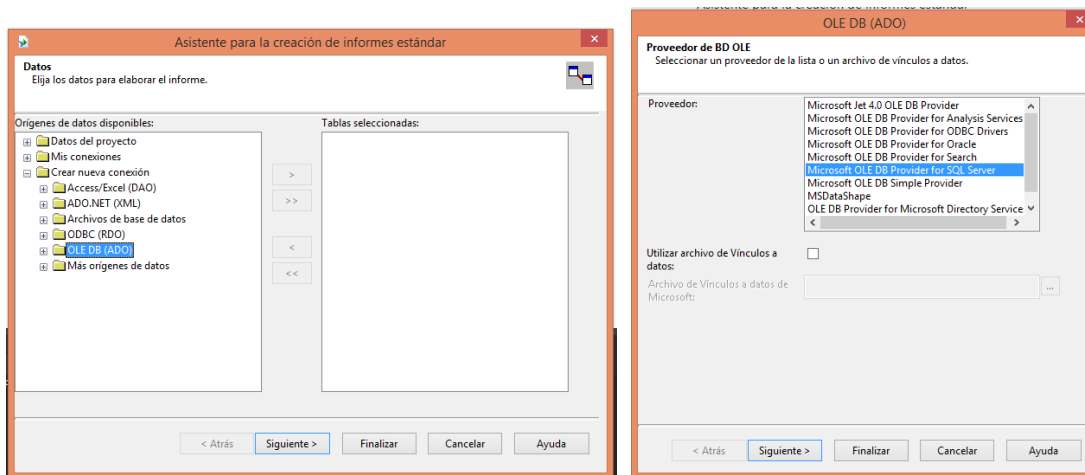 Asistente para la creación de informes estándar
Datos
Elija los datos para elaborar el informe.
Orígenes de datos disponibles:
Tablas seleccionadas:
Datos del proyecto
Mis conexiones
Crear nueva conexión
Access/Excel (DAO)
ADO.NET (XML)
Archivos de base de datos
ODBC (RDO)
OLE DB (ADO)
Más orígenes de datos
>
>>
<
<<
< Atrás
Siguiente >
Finalizar
Cancelar
Ayuda
Asistente para la creación de informes estándar
OLE DB (ADO)
Proveedor de BD OLE
Seleccionar un proveedor de la lista o un archivo de vínculos a datos.
Proveedor:
Microsoft Jet 4.0 OLE DB Provider
Microsoft OLE DB Provider for Analysis Services
Microsoft OLE DB Provider for ODBC Drivers
Microsoft OLE DB Provider for Oracle
Microsoft OLE DB Provider for Search
Microsoft OLE DB Provider for SQL Server
Microsoft OLE DB Simple Provider
MSDataShape
OLE DB Provider for Microsoft Directory Service
Utilizar archivo de Vínculos a
datos:
Archivo de Vínculos a datos de
Microsoft:
...
< Atrás
Siguiente >
Finalizar
Cancelar
Ayuda